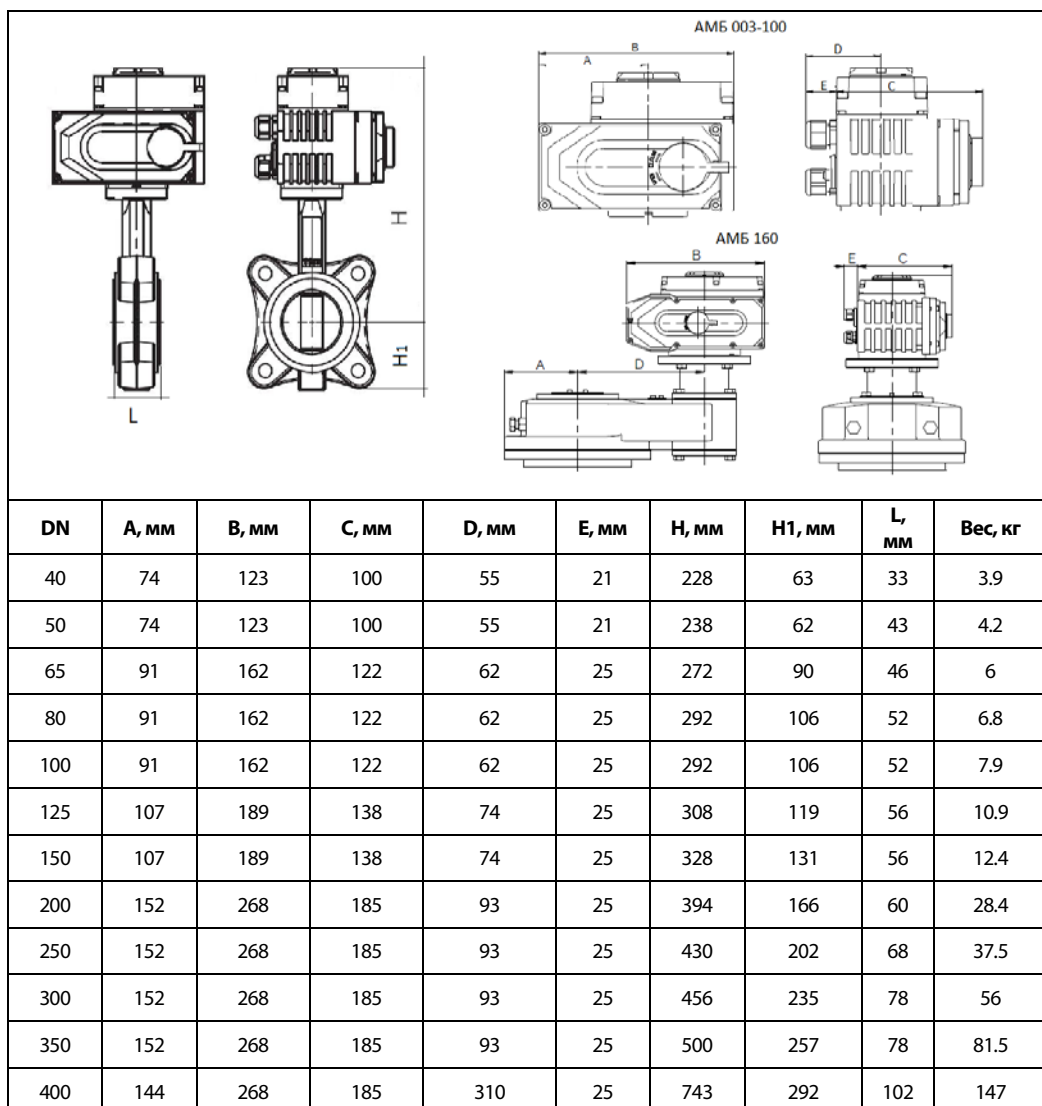 АМБ 003-100
B
A
D
E
C
H
H1
L
АМБ 160
B
A
D
E
C
DN A, мм B, мм C, мм D, мм E, мм H, мм H1, мм L, мм Вес, кг
40 74 123 100 55 21 228 63 33 3.9
50 74 123 100 55 21 238 62 43 4.2
65 91 162 122 62 25 272 90 46 6
80 91 162 122 62 25 292 106 52 6.8
100 91 162 122 62 25 292 106 52 7.9
125 107 189 138 74 25 308 119 56 10.9
150 107 189 138 74 25 328 131 56 12.4
200 152 268 185 93 25 394 166 60 28.4
250 152 268 185 93 25 430 202 68 37.5
300 152 268 185 93 25 456 235 78 56
350 152 268 185 93 25 500 257 78 81.5
400 144 268 185 310 25 743 292 102 147